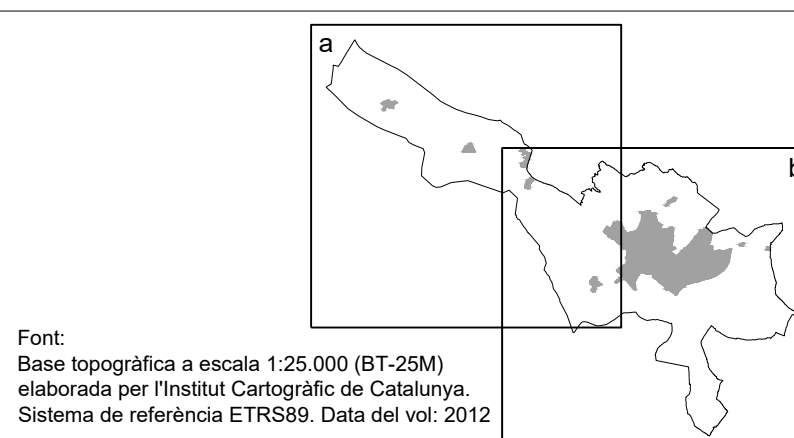 a
b
Font:
Base topogràfica a escala 1:25.000 (BT-25M)
elaborada per l'Institut Cartogràfic de Catalunya.
Sistema de referència ETRS89. Data del vol: 2012